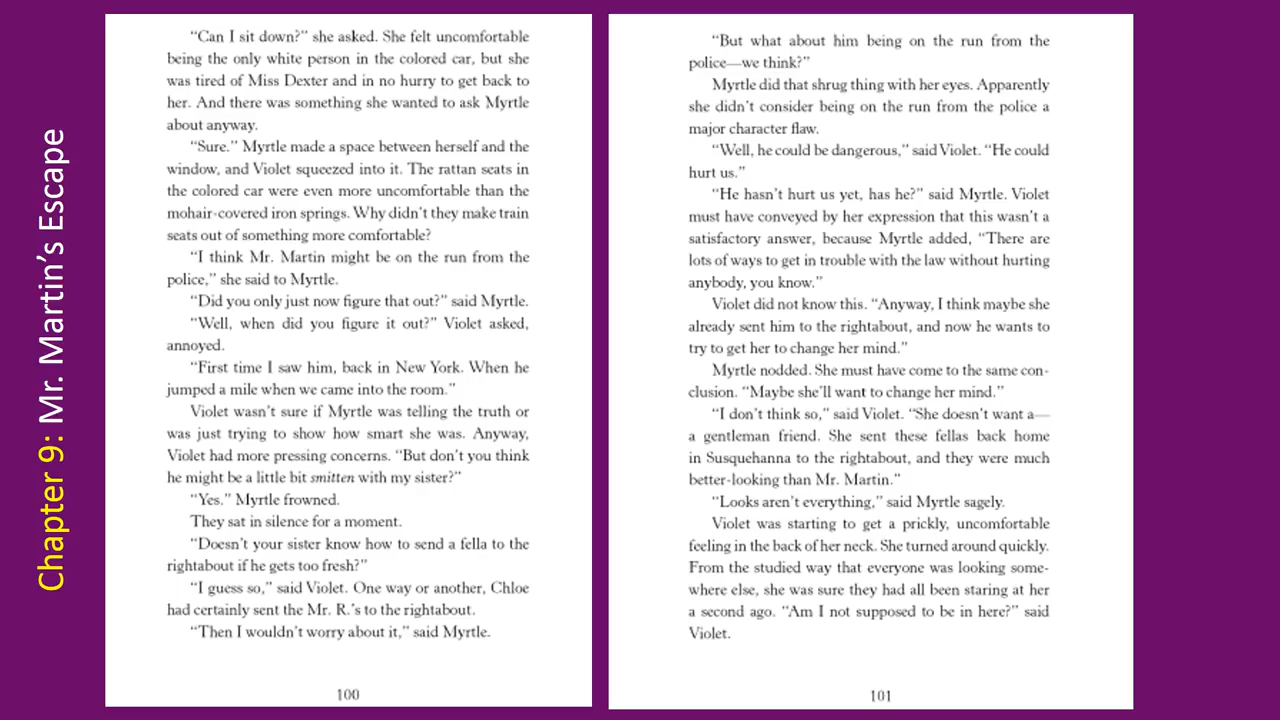 Chapter 9: Mr. Martin’s Escape
“Can I sit down?” she asked. She felt uncomfortable
being the only white person in the colored car, but she
was tired of Miss Dexter and in no hurry to get back to
her. And there was something she wanted to ask Myrtle
about anyway.
“Sure.” Myrtle made a space between herself and the
window, and Violet squeezed into it. The rattan seats in
the colored car were even more uncomfortable than the
mohair-covered iron springs. Why didn’t they make train
seats out of something more comfortable?
“I think Mr. Martin might be on the run from the
police,” she said to Myrtle.
“Did you only just now figure that out?” said Myrtle.
“Well, when did you figure it out?” Violet asked,
annoyed.
“First time I saw him, back in New York. When he
jumped a mile when we came into the room.”
Violet wasn’t sure if Myrtle was telling the truth or
was just trying to show how smart she was. Anyway,
Violet had more pressing concerns. “But don’t you think
he might be a little bit smitten with my sister?”
“Yes.” Myrtle frowned.
They sat in silence for a moment.
“Doesn’t your sister know how to send a fella to the
rightabout if he gets too fresh?”
“I guess so,” said Violet. One way or another, Chloe
had certainly sent the Mr. R.’s to the rightabout.
“Then I wouldn’t worry about it,” said Myrtle.
100
“But what about him being on the run from the
police—we think?”
Myrtle did that shrug thing with her eyes. Apparently
she didn’t consider being on the run from the police a
major character flaw.
“Well, he could be dangerous,” said Violet. “He could
hurt us.”
“He hasn’t hurt us yet, has he?” said Myrtle. Violet
must have conveyed by her expression that this wasn’t a
satisfactory answer, because Myrtle added, “There are
lots of ways to get in trouble with the law without hurting
anybody, you know.”
Violet did not know this. “Anyway, I think maybe she
already sent him to the rightabout, and now he wants to
try to get her to change her mind.”
Myrtle nodded. She must have come to the same con-
clusion. “Maybe she’ll want to change her mind.”
“I don’t think so,” said Violet. “She doesn’t want a—
a gentleman friend. She sent these fellas back home
in Susquehanna to the rightabout, and they were much
better-looking than Mr. Martin.”
“Looks aren’t everything,” said Myrtle sagely.
Violet was starting to get a prickly, uncomfortable
feeling in the back of her neck. She turned around quickly.
From the studied way that everyone was looking some-
where else, she was sure they had all been staring at her
a second ago. “Am I not supposed to be in here?” said
Violet.
101